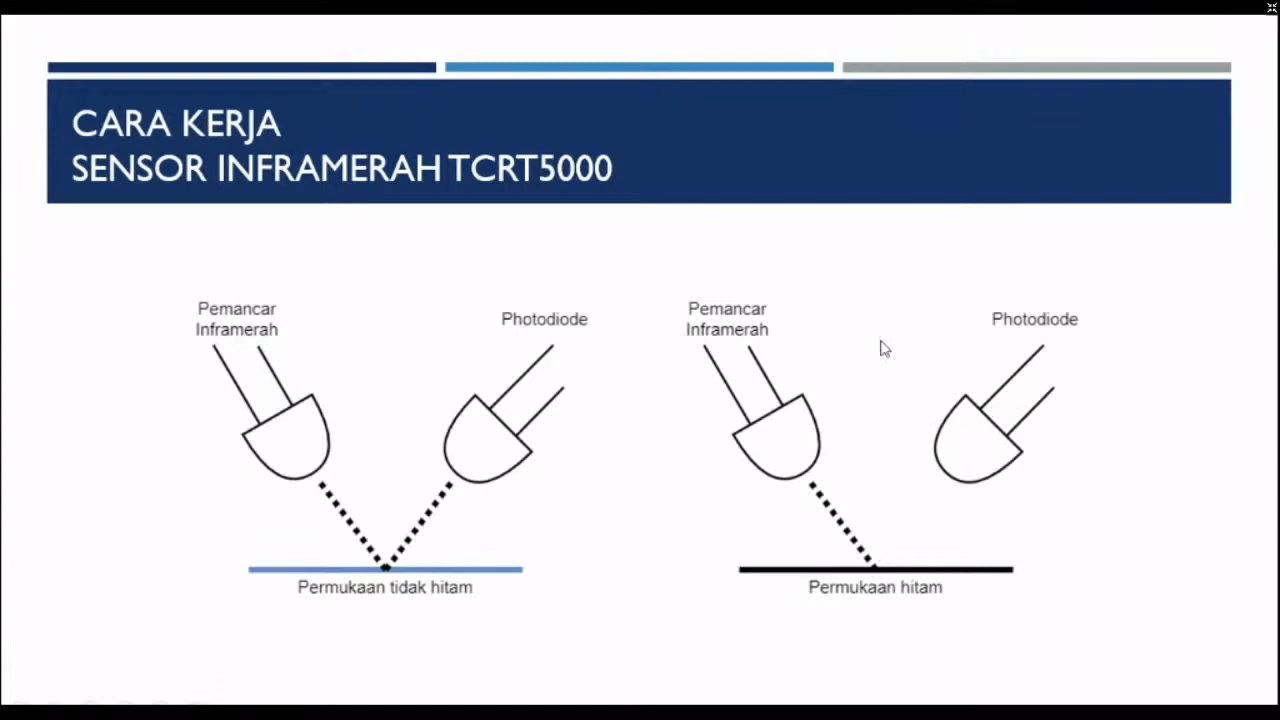 CARA KERJA
SENSOR INFRAMERAH TCRT5000
Pemancar
Inframerah
Photodiode
Permukaan tidak hitam
Pemancar
Inframerah
Photodiode
Permukaan hitam